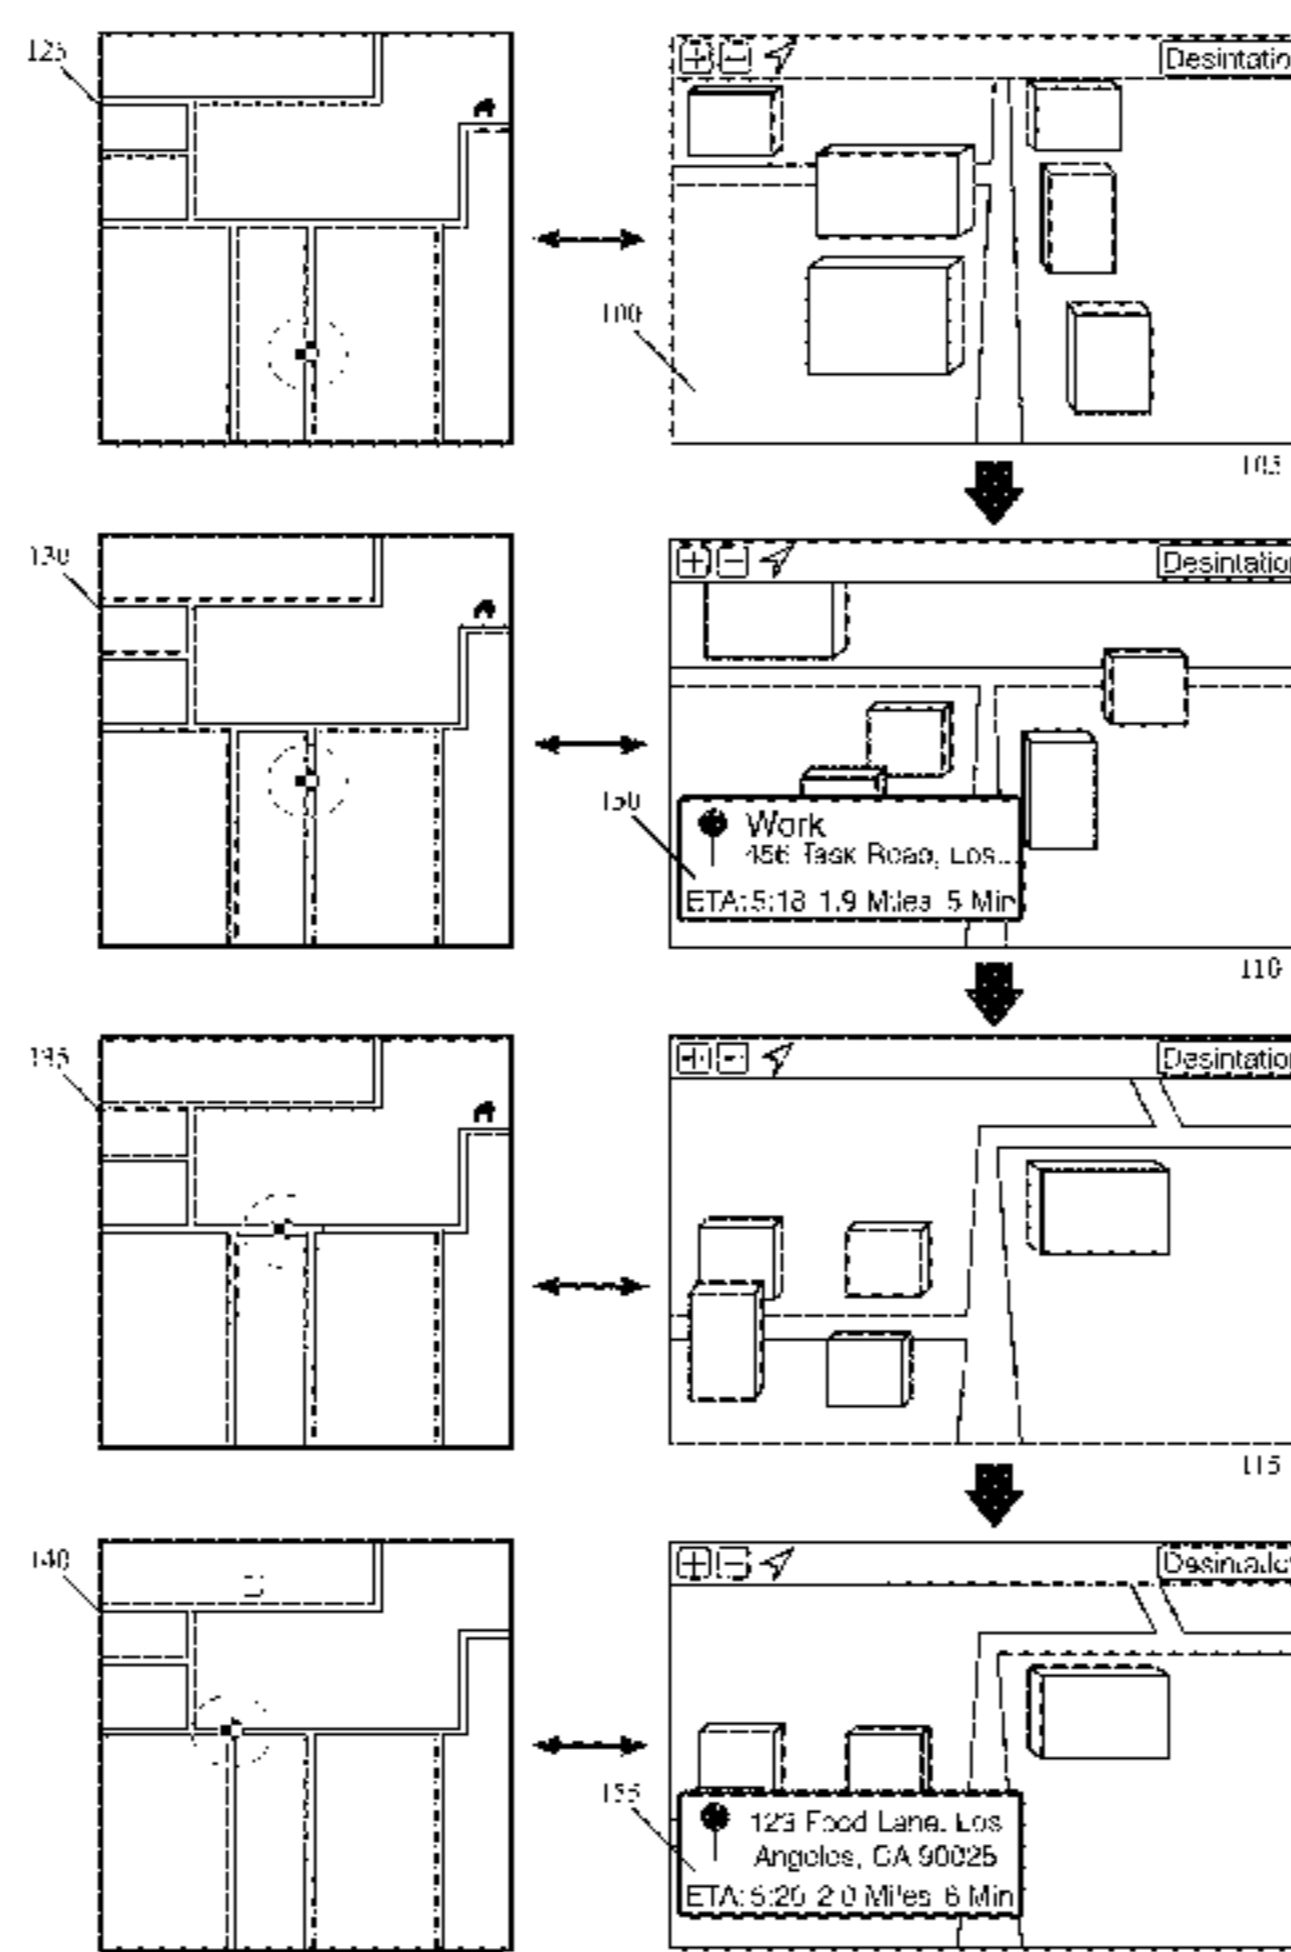 125
Desintatio
100
105
130
Desintation
150
Work
456 Task Road, Los...
ETA: 5:18 1.9 Miles 5 Min
110
135
Desintation
115
140
155
123 Food Lane, Los
Angeles, CA 90025
ETA: 5:20 2.0 Miles 6 Min